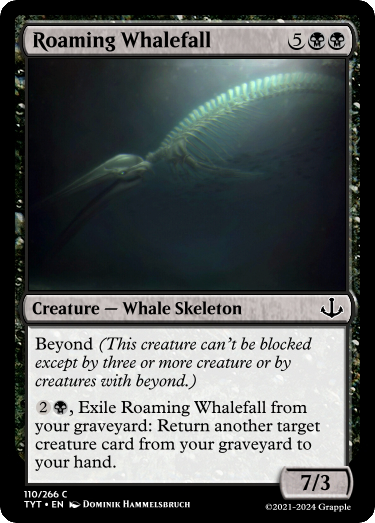 Roaming Whalefall 5
Creature — Whale Skeleton
Beyond (This creature can't be blocked
except by three or more creature or by
creatures with beyond.)
2 , Exile Roaming Whalefall from
your graveyard: Return another target
creature card from your graveyard to
your hand.
7/3
110/266 C
TYT • EN Dominik Hammelsbruch
©2021-2024 Grapple